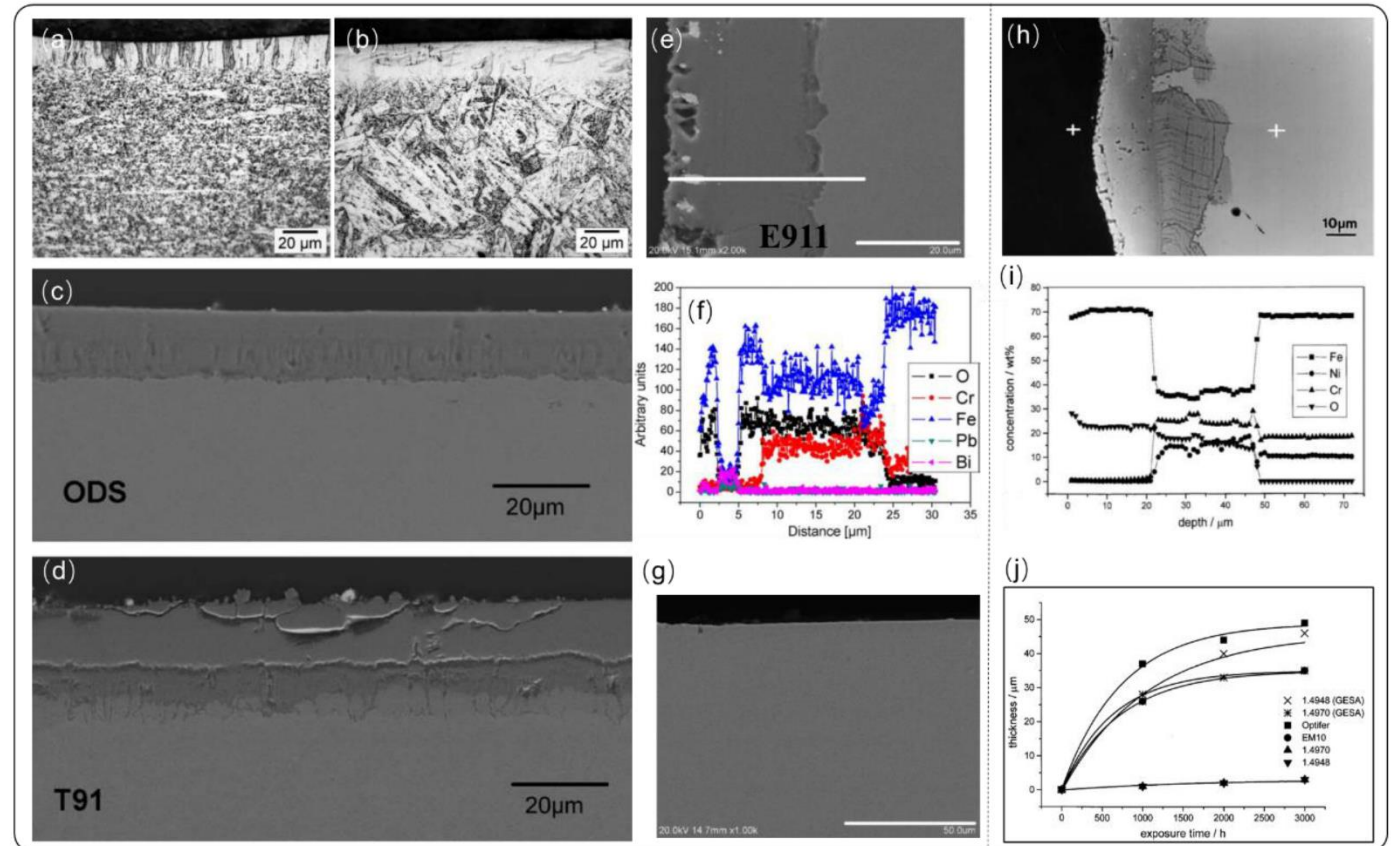 (a)
20 μm
(b)
20 μm
(c)
ODS
20μm
(d)
T91
20μm
(e)
E911
20.0kV 15.1mm x2.00k
20.0um
(f)
200
180
160
140
120
100
80
60
40
20
0
Arbitrary units
0 5 10 15 20 25 30 35
Distance [μm]
O
Cr
Fe
Pb
Bi
(g)
20.0kV 14.7mm x1.00k
50.0um
(h)
10μm
(i)
80
70
60
50
40
30
20
10
0
concentration / wt%
0 10 20 30 40 50 60 70
depth / μm
Fe
Ni
Cr
O
(j)
50
40
30
20
10
0
thickness / μm
0 500 1000 1500 2000 2500 3000
exposure time / h
1.4948 (GESA)
1.4970 (GESA)
Optifer
EM10
1.4970
1.4948